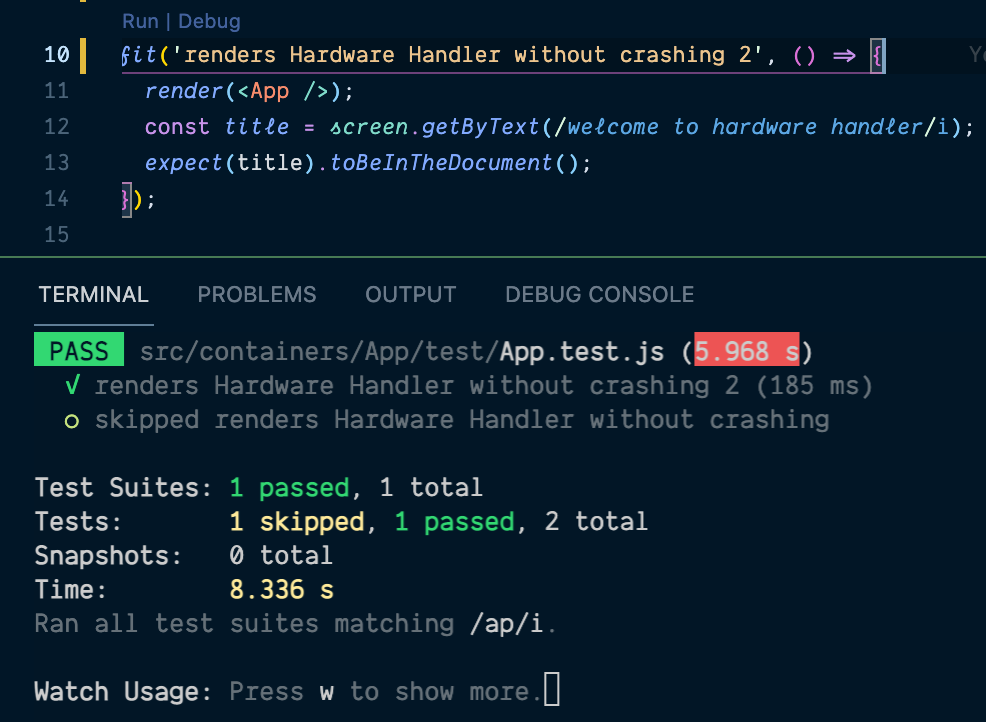 Run | Debug
10 fit('renders Hardware Handler without crashing 2', () => {
11 render(<App />);
12 const title = screen.getByText(/welcome to hardware handler/i);
13 expect(title).toBeInTheDocument();
14 });
15
TERMINAL PROBLEMS OUTPUT DEBUG CONSOLE
PASS src/containers/App/test/App.test.js (5.968 s)
√ renders Hardware Handler without crashing 2 (185 ms)
○ skipped renders Hardware Handler without crashing
Test Suites: 1 passed, 1 total
Tests: 1 skipped, 1 passed, 2 total
Snapshots: 0 total
Time: 8.336 s
Ran all test suites matching /ap/i.
Watch Usage: Press w to show more.